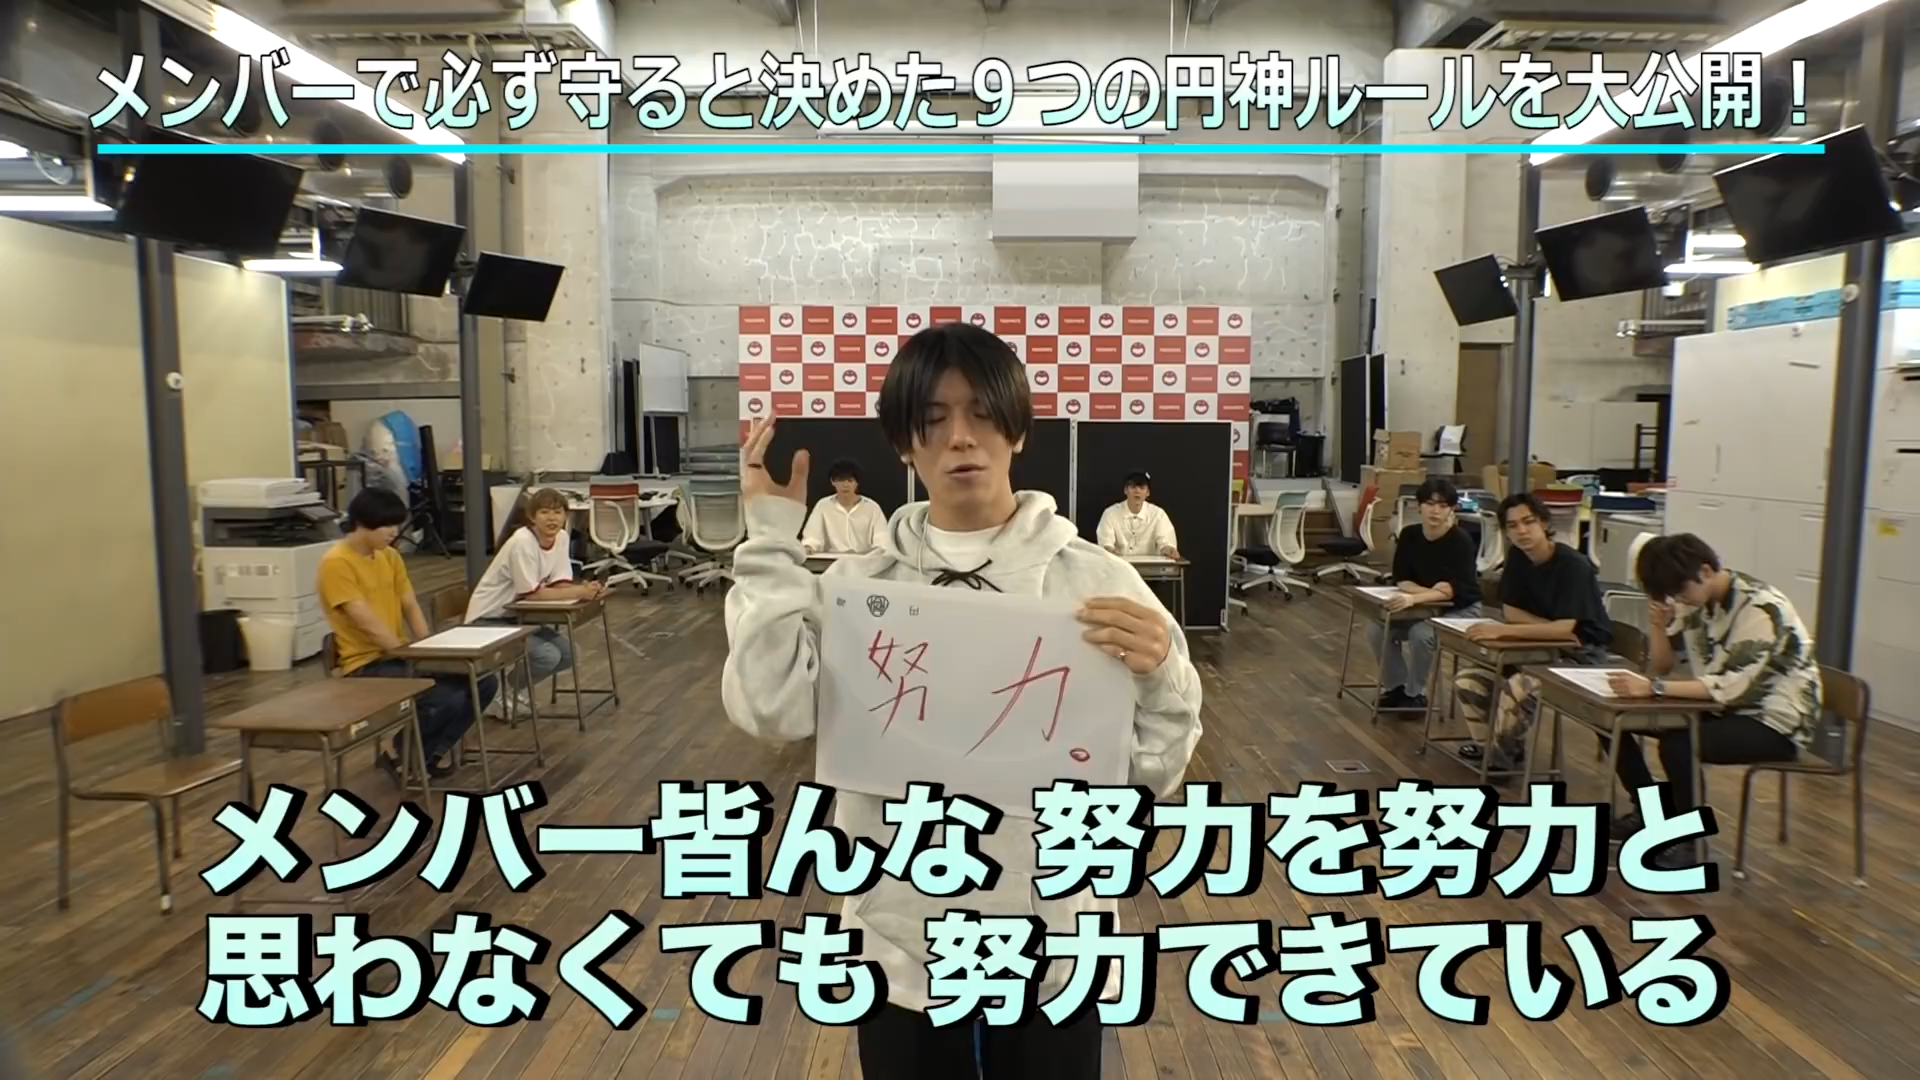 メンバーで必ず守ると決めた9つの円神ルールを大公開!
努力。
メンバー皆んな 努力を努力と
思わなくても 努力できている